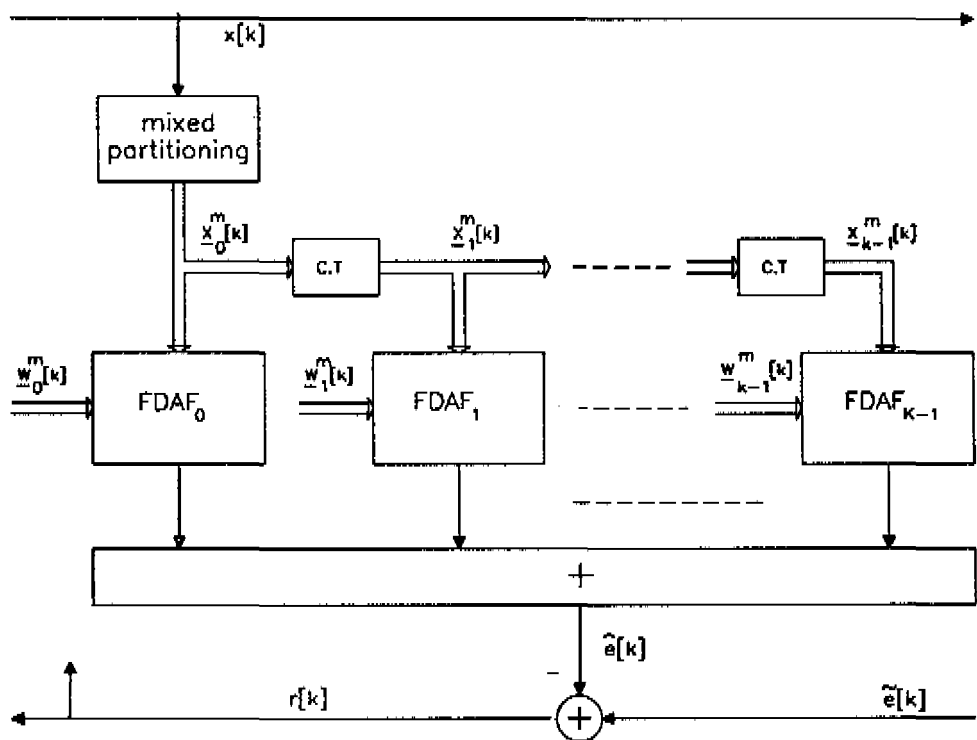 x[k]
mixed
partitioning
x_0^m[k]
x_1^m[k]
x_{k-1}^m[k]
C.T
C.T
w_0^m[k]
w_1^m[k]
w_{k-1}^m[k]
FDAF_0
FDAF_1
FDAF_{K-1}
+
ê[k]
−
r[k]
+
ẽ[k]